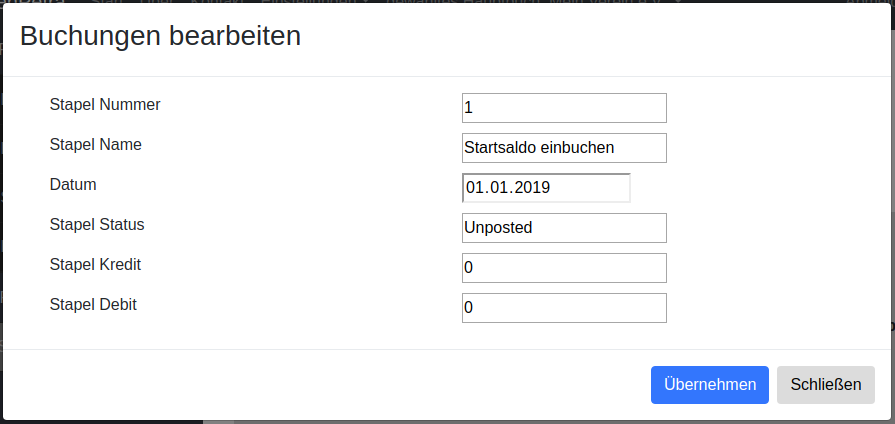 Buchungen bearbeiten
Stapel Nummer 1
Stapel Name Startsaldo einbuchen
Datum 01.01.2019
Stapel Status Unposted
Stapel Kredit 0
Stapel Debit 0
Übernehmen Schließen